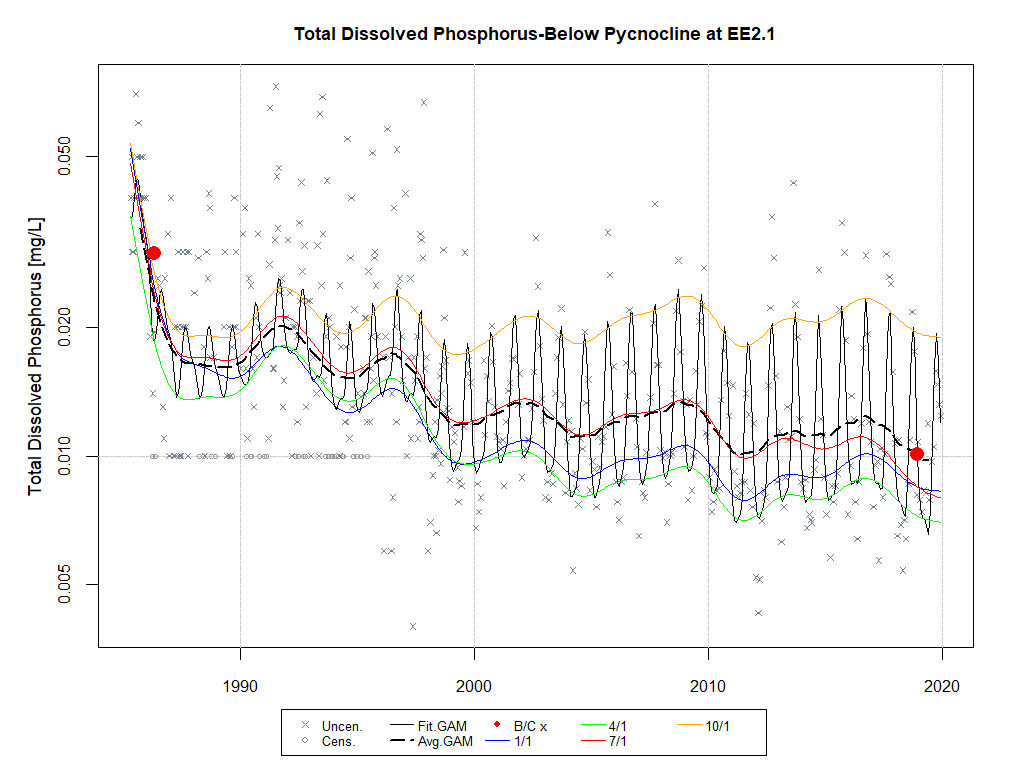 Total Dissolved Phosphorus-Below Pycnocline at EE2.1
Total Dissolved Phosphorus [mg/L]
0.050
0.020
0.010
0.005
1990 2000 2010 2020
Uncen. Fit.GAM B/C x 4/1 10/1
Cens. Avg.GAM 1/1 7/1